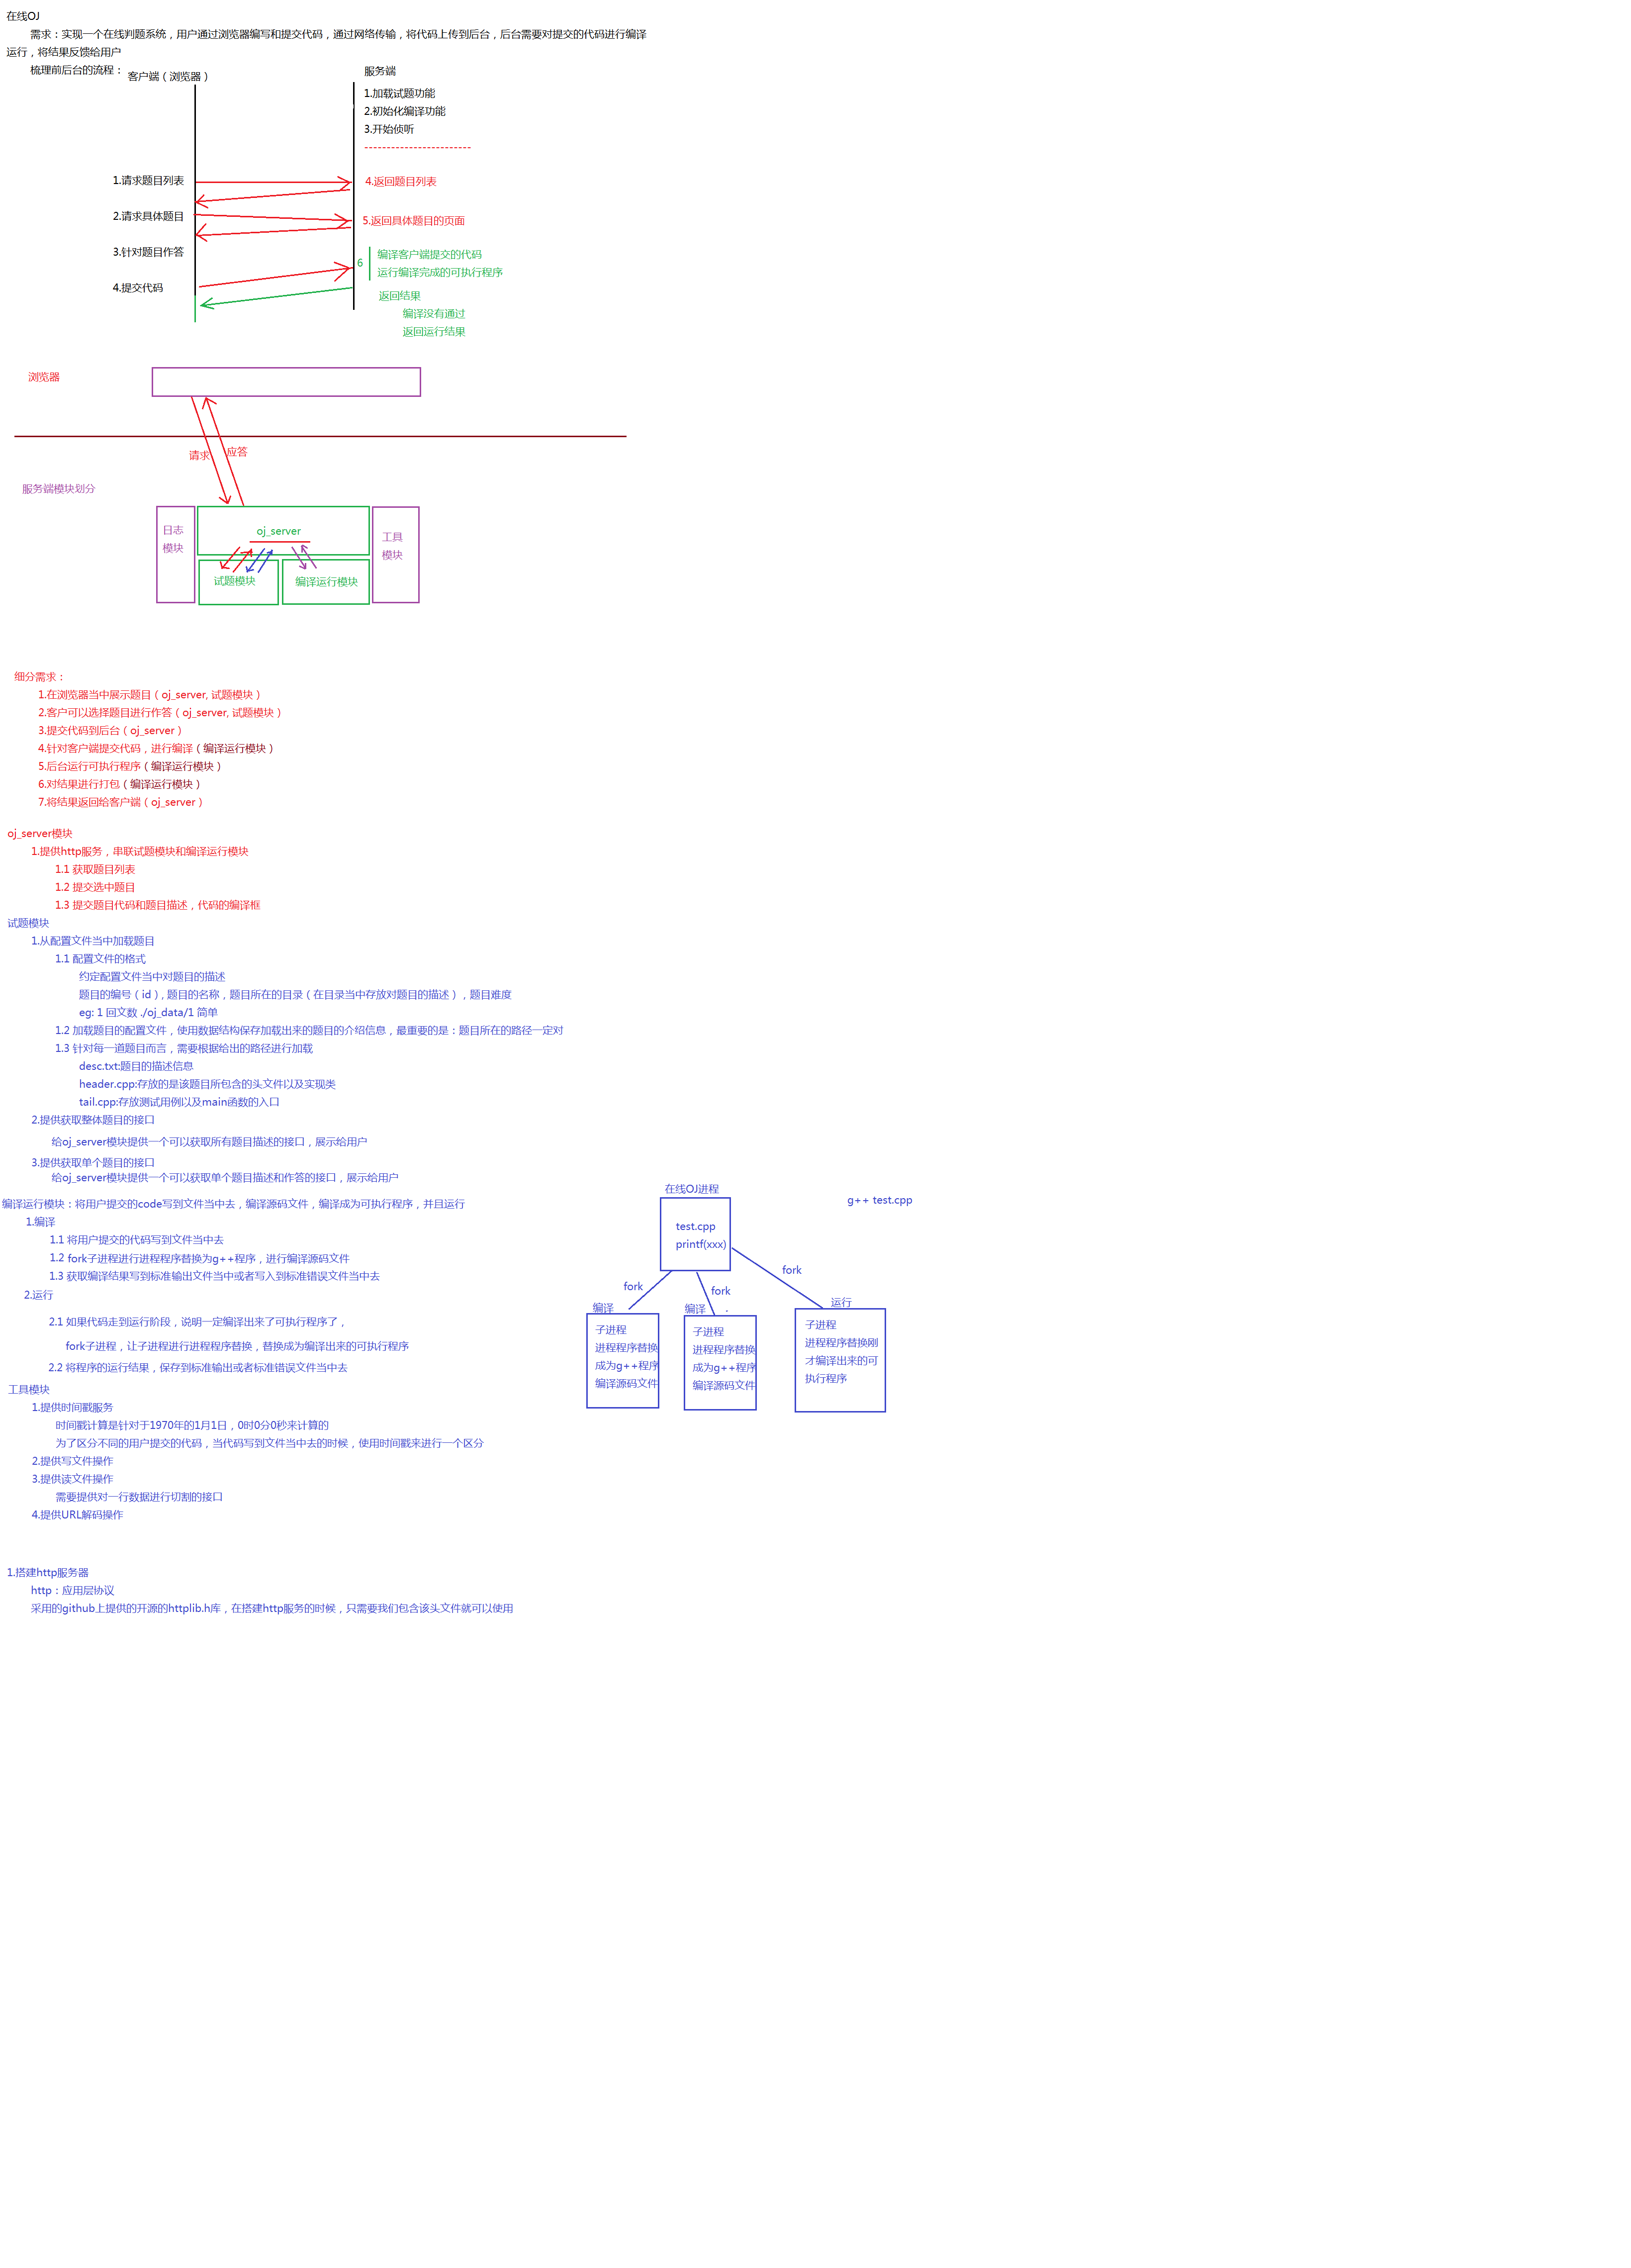 在线OJ
需求：实现一个在线判题系统，用户通过浏览器编写和提交代码，通过网络传输，将代码上传到后台，后台需要对提交的代码进行编译
运行，将结果反馈给用户
梳理前后台的流程：
客户端（浏览器）
服务端
1.加载试题功能
2.初始化编译功能
3.开始侦听
1.请求题目列表
4.返回题目列表
2.请求具体题目
5.返回具体题目的页面
3.针对题目作答
6
编译客户端提交的代码
运行编译完成的可执行程序
4.提交代码
返回结果
编译没有通过
返回运行结果
浏览器
请求
应答
服务端模块划分
日志
模块
oj_server
工具
模块
试题模块
编译运行模块
细分需求：
1.在浏览器当中展示题目（oj_server, 试题模块）
2.客户可以选择题目进行作答（oj_server, 试题模块）
3.提交代码到后台（oj_server）
4.针对客户端提交代码，进行编译（编译运行模块）
5.后台运行可执行程序（编译运行模块）
6.对结果进行打包（编译运行模块）
7.将结果返回给客户端（oj_server）
oj_server模块
1.提供http服务，串联试题模块和编译运行模块
1.1 获取题目列表
1.2 提交选中题目
1.3 提交题目代码和题目描述，代码的编译框
试题模块
1.从配置文件当中加载题目
1.1 配置文件的格式
约定配置文件当中对题目的描述
题目的编号（id）, 题目的名称，题目所在的目录（在目录当中存放对题目的描述），题目难度
eg: 1 回文数 ./oj_data/1 简单
1.2 加载题目的配置文件，使用数据结构保存加载出来的题目的介绍信息，最重要的是：题目所在的路径一定对
1.3 针对每一道题目而言，需要根据给出的路径进行加载
desc.txt:题目的描述信息
header.cpp:存放的是该题目所包含的头文件以及实现类
tail.cpp:存放测试用例以及main函数的入口
2.提供获取整体题目的接口
给oj_server模块提供一个可以获取所有题目描述的接口，展示给用户
3.提供获取单个题目的接口
给oj_server模块提供一个可以获取单个题目描述和作答的接口，展示给用户
编译运行模块：将用户提交的code写到文件当中去，编译源码文件，编译成为可执行程序，并且运行
1.编译
1.1 将用户提交的代码写到文件当中去
1.2 fork子进程进行进程程序替换为g++程序，进行编译源码文件
1.3 获取编译结果写到标准输出文件当中或者写入到标准错误文件当中去
2.运行
2.1 如果代码走到运行阶段，说明一定编译出来了可执行程序了，
fork子进程，让子进程进行进程程序替换，替换成为编译出来的可执行程序
2.2 将程序的运行结果，保存到标准输出或者标准错误文件当中去
在线OJ进程
g++ test.cpp
test.cpp
printf(xxx)
fork
fork
fork
编译
编译
运行
子进程
进程程序替换
成为g++程序
编译源码文件
子进程
进程程序替换
成为g++程序
编译源码文件
子进程
进程程序替换刚
才编译出来的可
执行程序
工具模块
1.提供时间戳服务
时间戳计算是针对于1970年的1月1日，0时0分0秒来计算的
为了区分不同的用户提交的代码，当代码写到文件当中去的时候，使用时间戳来进行一个区分
2.提供写文件操作
3.提供读文件操作
需要提供对一行数据进行切割的接口
4.提供URL解码操作
1.搭建http服务器
http：应用层协议
采用的github上提供的开源的httplib.h库，在搭建http服务的时候，只需要我们包含该头文件就可以使用